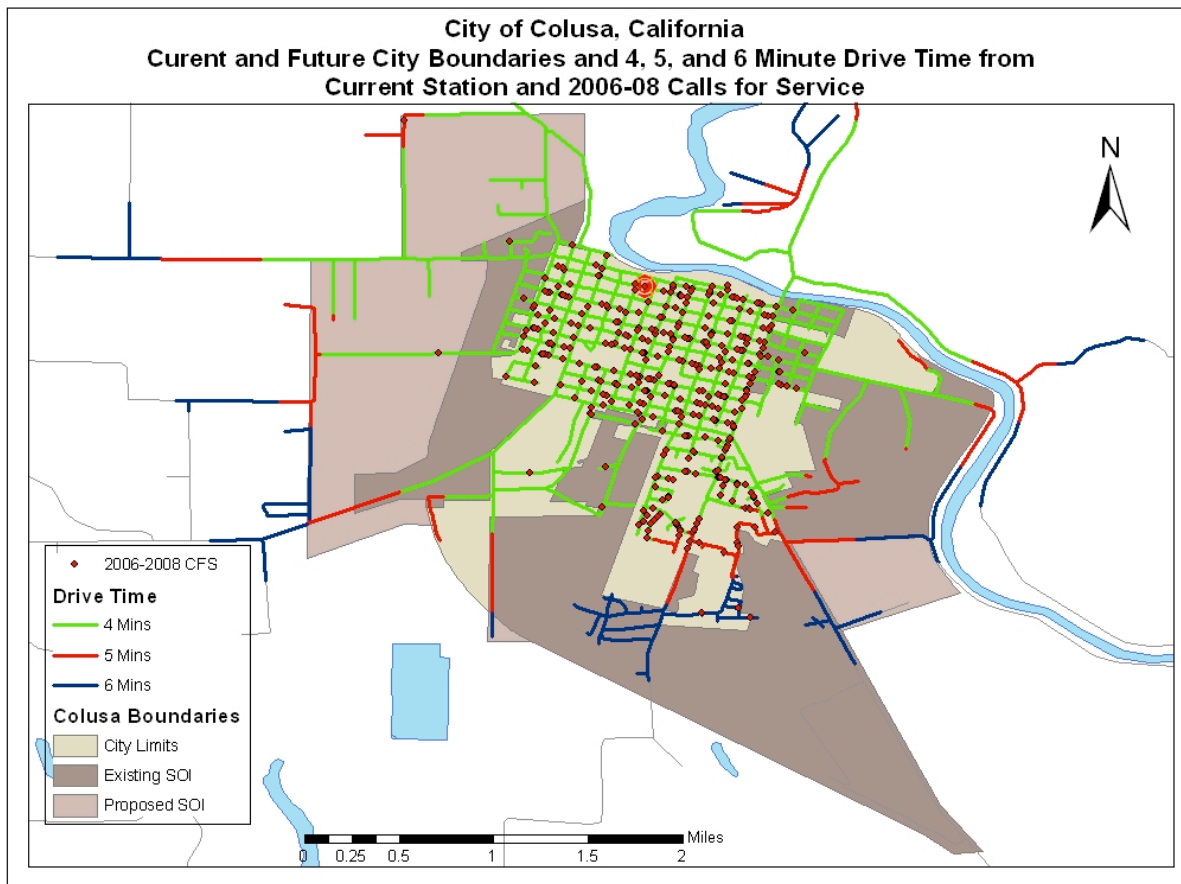 City of Colusa, California
Curent and Future City Boundaries and 4, 5, and 6 Minute Drive Time from
Current Station and 2006-08 Calls for Service
N
2006-2008 CFS
Drive Time
4 Mins
5 Mins
6 Mins
Colusa Boundaries
City Limits
Existing SOI
Proposed SOI
Miles
0 0.25 0.5 1 1.5 2